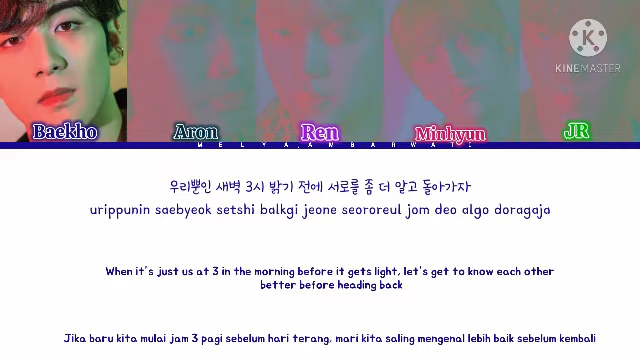 KINEMASTER
Baekho
Aron
Ren
Minhyun
JR
MELYA.AMBARWATI
우리뿐인 새벽 3시 밝기 전에 서로를 좀 더 알고 돌아가자
urippunin saebyeok setshi balkgi jeone seororeul jom deo algo doragaja
When it's just us at 3 in the morning before it gets light, let's get to know each other
better before heading back
Jika baru kita mulai jam 3 pagi sebelum hari terang, mari kita saling mengenal lebih baik sebelum kembali